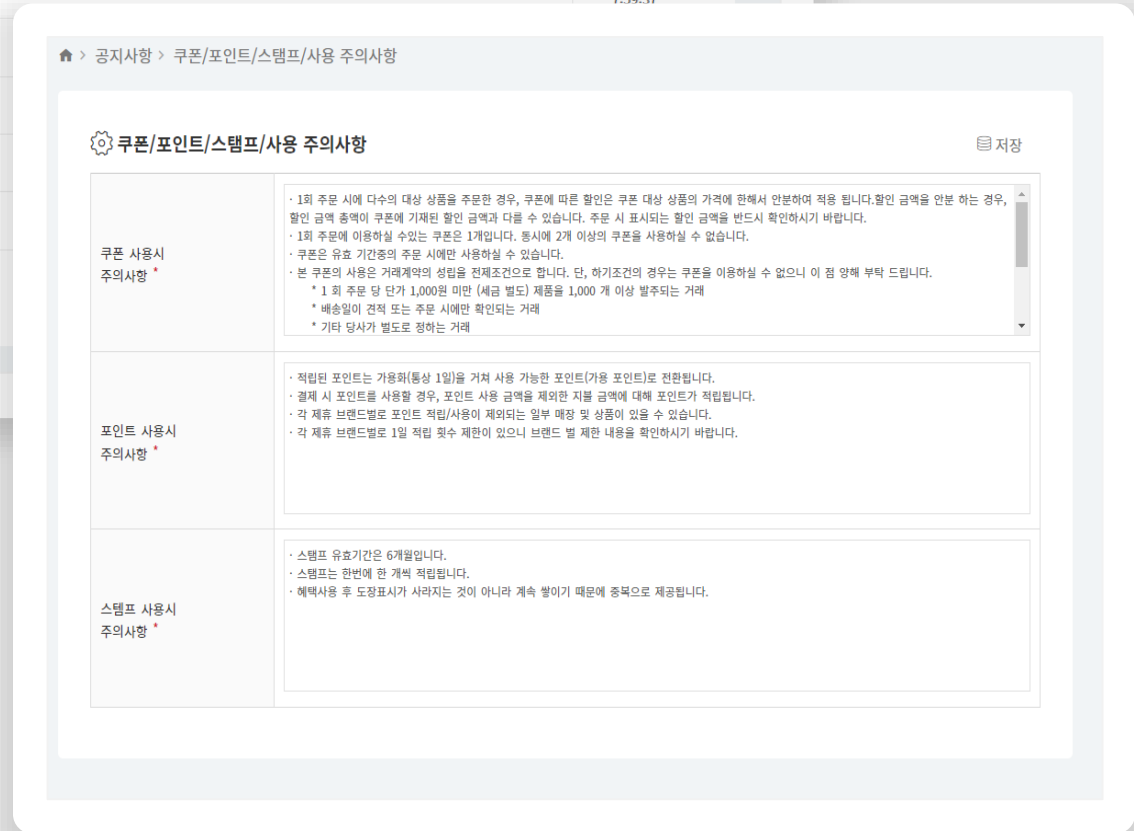 공지사항 > 쿠폰/포인트/스탬프/사용 주의사항
쿠폰/포인트/스탬프/사용 주의사항
저장
쿠폰 사용시
주의사항 *
· 1회 주문 시에 다수의 대상 상품을 주문한 경우, 쿠폰에 따른 할인은 쿠폰 대상 상품의 가격에 한해서 안분하여 적용 됩니다.할인 금액을 안분 하는 경우,
할인 금액 총액이 쿠폰에 기재된 할인 금액과 다를 수 있습니다. 주문 시 표시되는 할인 금액을 반드시 확인하시기 바랍니다.
· 1회 주문에 이용하실 수있는 쿠폰은 1개입니다. 동시에 2개 이상의 쿠폰을 사용하실 수 없습니다.
· 쿠폰은 유효 기간중의 주문 시에만 사용하실 수 있습니다.
· 본 쿠폰의 사용은 거래계약의 성립을 전제조건으로 합니다. 단, 하기조건의 경우는 쿠폰을 이용하실 수 없으니 이 점 양해 부탁 드립니다.
* 1 회 주문 당 단가 1,000원 미만 (세금 별도) 제품을 1,000 개 이상 발주되는 거래
* 배송일이 견적 또는 주문 시에만 확인되는 거래
* 기타 당사가 별도로 정하는 거래
포인트 사용시
주의사항 *
· 적립된 포인트는 가용화(통상 1일)을 거쳐 사용 가능한 포인트(가용 포인트)로 전환됩니다.
· 결제 시 포인트를 사용할 경우, 포인트 사용 금액을 제외한 지불 금액에 대해 포인트가 적립됩니다.
· 각 제휴 브랜드별로 포인트 적립/사용이 제외되는 일부 매장 및 상품이 있을 수 있습니다.
· 각 제휴 브랜드별로 1일 적립 횟수 제한이 있으니 브랜드 별 제한 내용을 확인하시기 바랍니다.
스템프 사용시
주의사항 *
· 스탬프 유효기간은 6개월입니다.
· 스탬프는 한번에 한 개씩 적립됩니다.
· 혜택사용 후 도장표시가 사라지는 것이 아니라 계속 쌓이기 때문에 중복으로 제공됩니다.